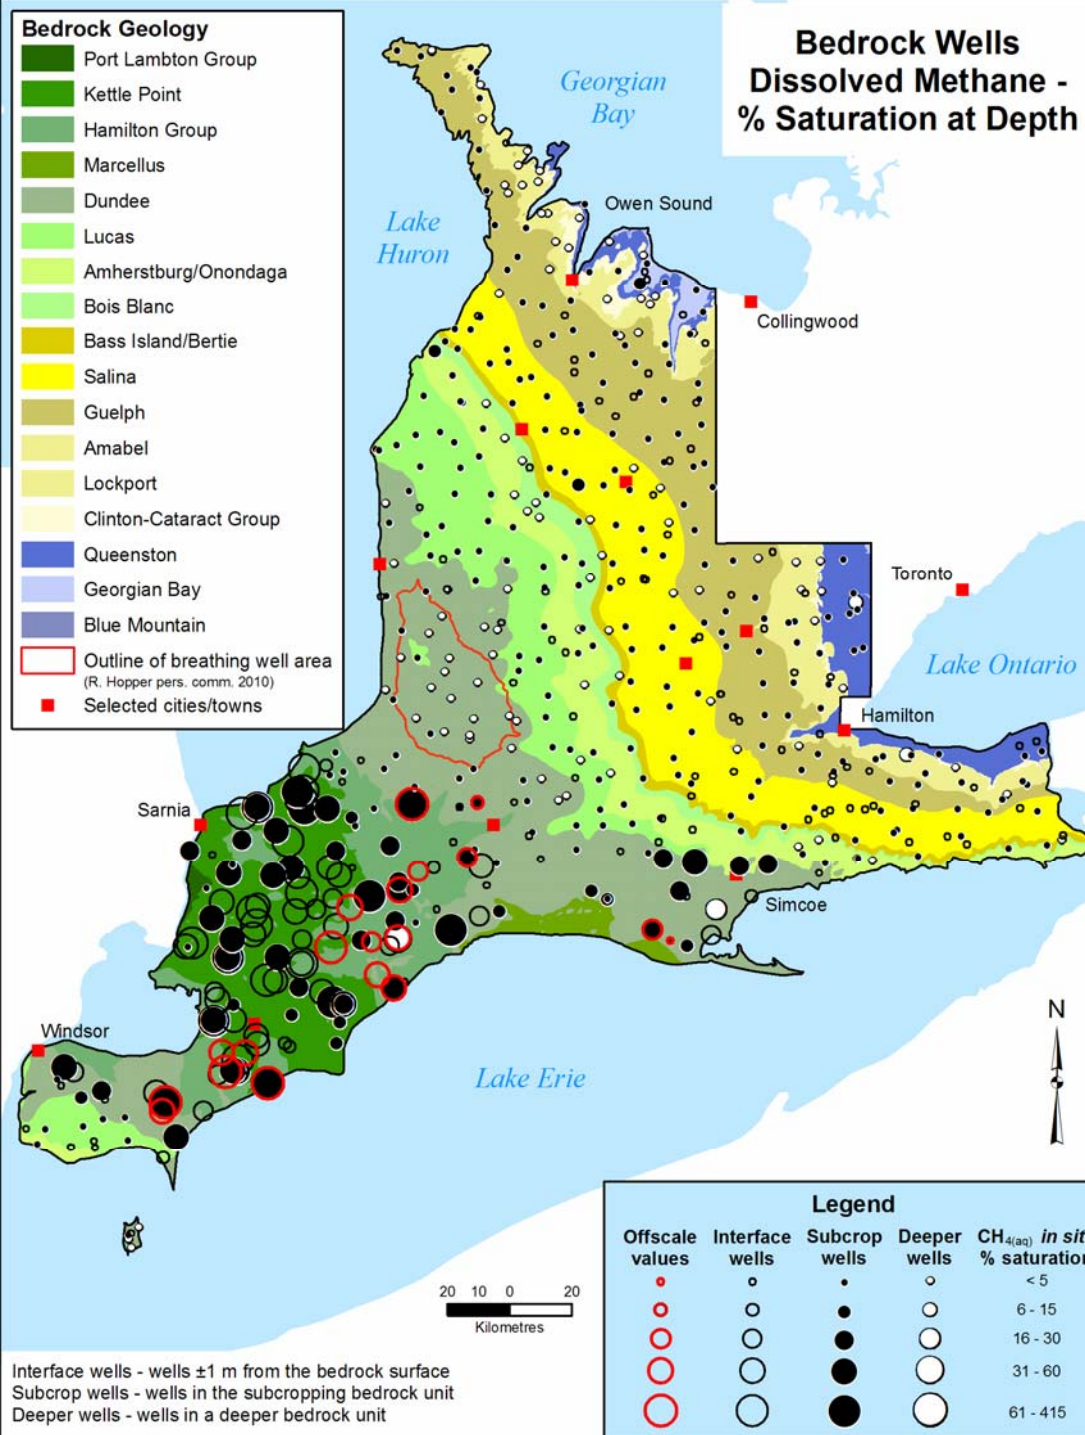 Bedrock Wells
Dissolved Methane -
% Saturation at Depth
Bedrock Geology
Port Lambton Group
Kettle Point
Hamilton Group
Marcellus
Dundee
Lucas
Amherstburg/Onondaga
Bois Blanc
Bass Island/Bertie
Salina
Guelph
Amabel
Lockport
Clinton-Cataract Group
Queenston
Georgian Bay
Blue Mountain
Outline of breathing well area
(R. Hopper pers. comm. 2010)
Selected cities/towns
Georgian
Bay
Lake
Huron
Owen Sound
Collingwood
Toronto
Lake Ontario
Hamilton
Sarnia
Simcoe
Windsor
Lake Erie
N
20 10 0 20
Kilometres
Legend
Offscale values Interface wells Subcrop wells Deeper wells CH4(aq) in sit % saturation
< 5
6 - 15
16 - 30
31 - 60
61 - 415
Interface wells - wells ±1 m from the bedrock surface
Subcrop wells - wells in the subcropping bedrock unit
Deeper wells - wells in a deeper bedrock unit